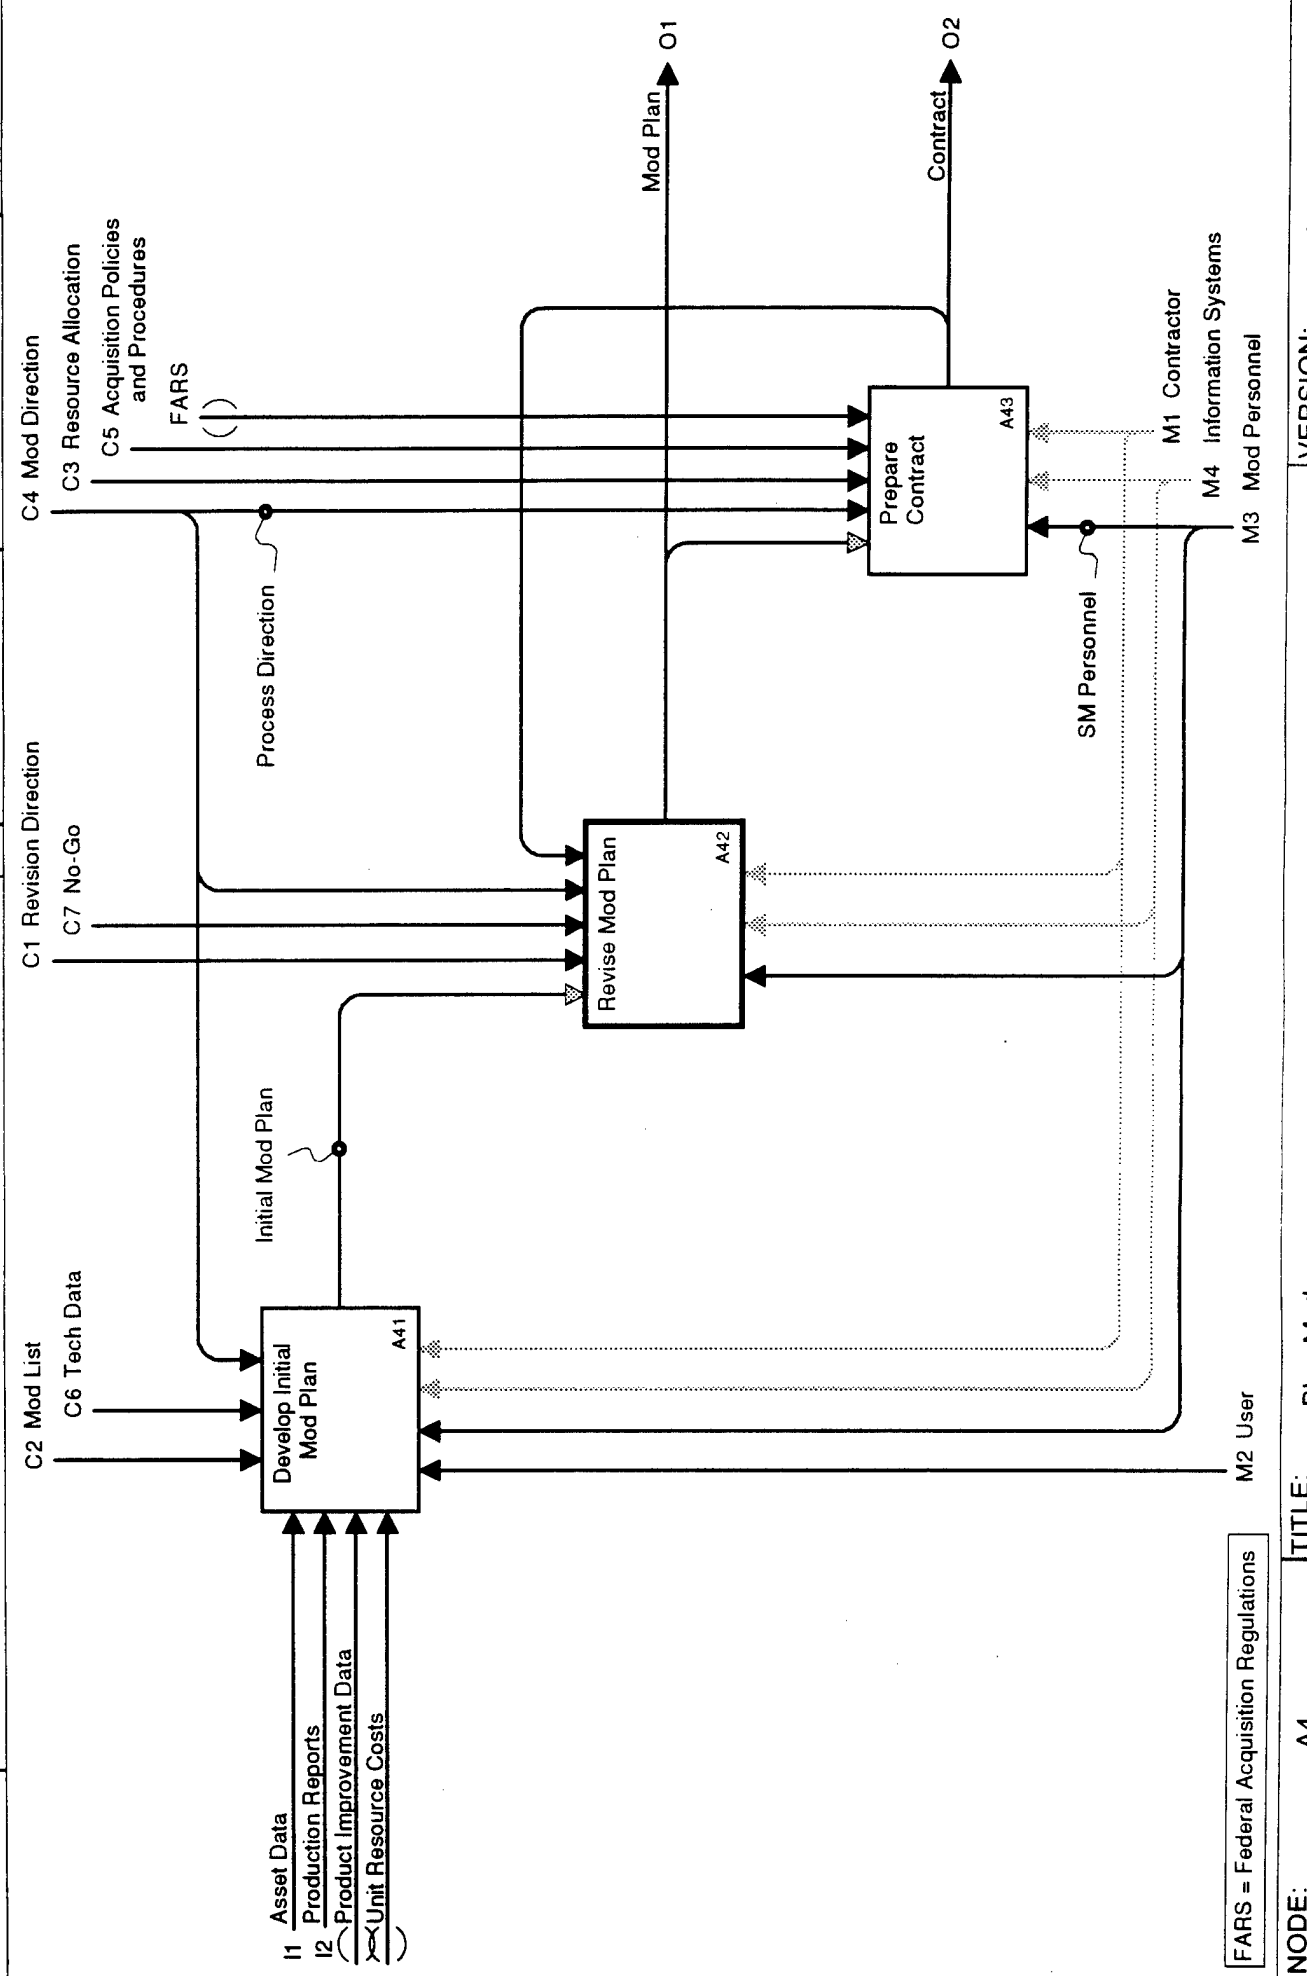 C2 Mod List
C6 Tech Data
C1 Revision Direction
C7 No-Go
C4 Mod Direction
C3 Resource Allocation
C5 Acquisition Policies
and Procedures
FARS
Process Direction
Initial Mod Plan
I1 Asset Data
I2 Production Reports
Product Improvement Data
Unit Resource Costs
Develop Initial
Mod Plan
A41
Revise Mod Plan
A42
Prepare
Contract
A43
Mod Plan
O1
Contract
O2
SM Personnel
M2 User
M1 Contractor
M4 Information Systems
M3 Mod Personnel
FARS = Federal Acquisition Regulations
NODE:
A4
TITLE:
VERSION: